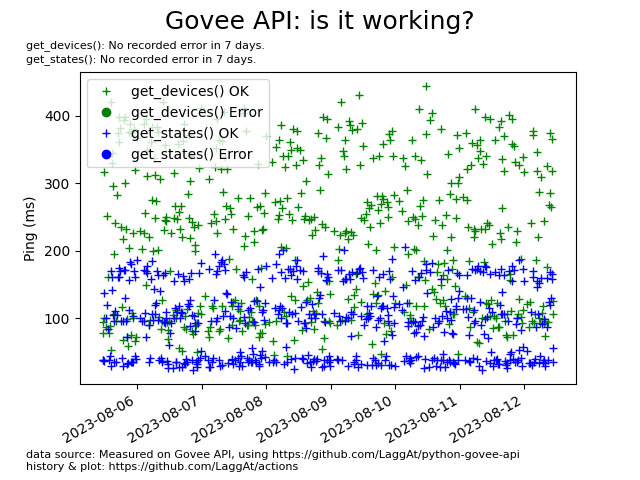 Govee API: is it working?
get_devices(): No recorded error in 7 days.
get_states(): No recorded error in 7 days.
get_devices() OK
get_devices() Error
get_states() OK
get_states() Error
Ping (ms)
400
300
200
100
2023-08-06
2023-08-07
2023-08-08
2023-08-09
2023-08-10
2023-08-11
2023-08-12
data source: Measured on Govee API, using https://github.com/LaggAt/python-govee-api
history & plot: https://github.com/LaggAt/actions